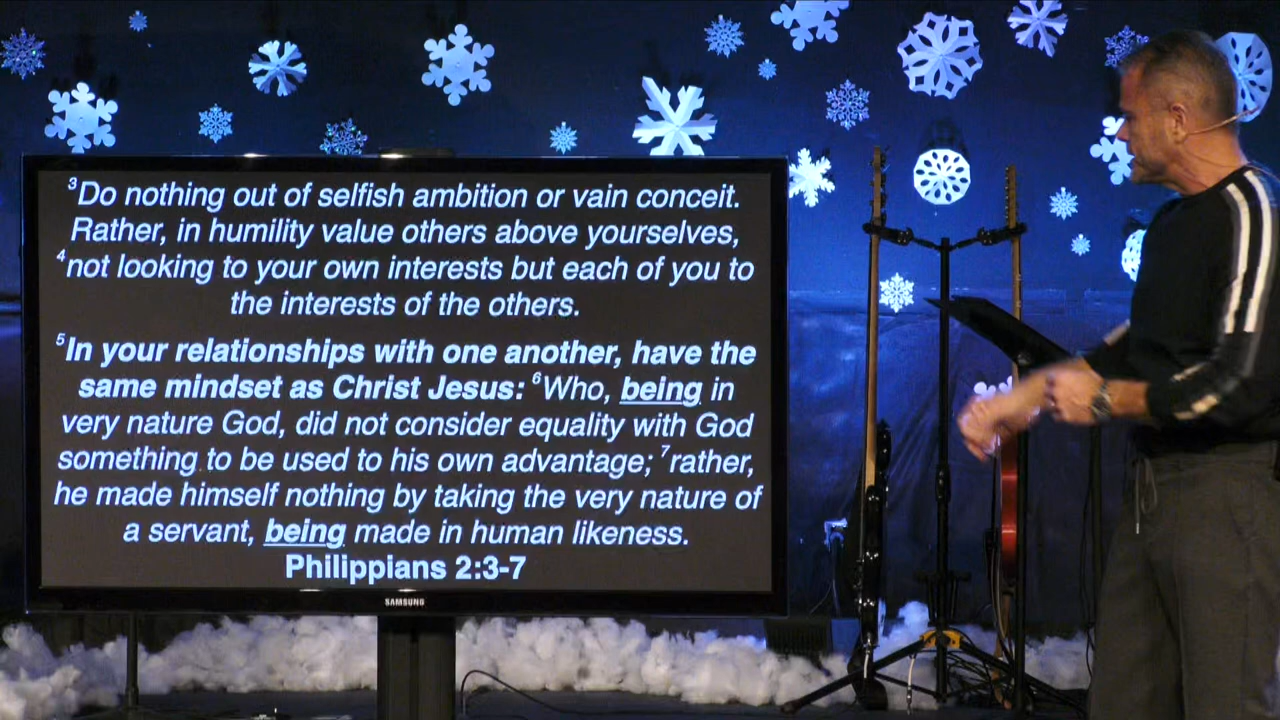 ³Do nothing out of selfish ambition or vain conceit.
Rather, in humility value others above yourselves,
⁴not looking to your own interests but each of you to
the interests of the others.
⁵In your relationships with one another, have the
same mindset as Christ Jesus: ⁶Who, being in
very nature God, did not consider equality with God
something to be used to his own advantage; ⁷rather,
he made himself nothing by taking the very nature of
a servant, being made in human likeness.
Philippians 2:3-7
SAMSUNG